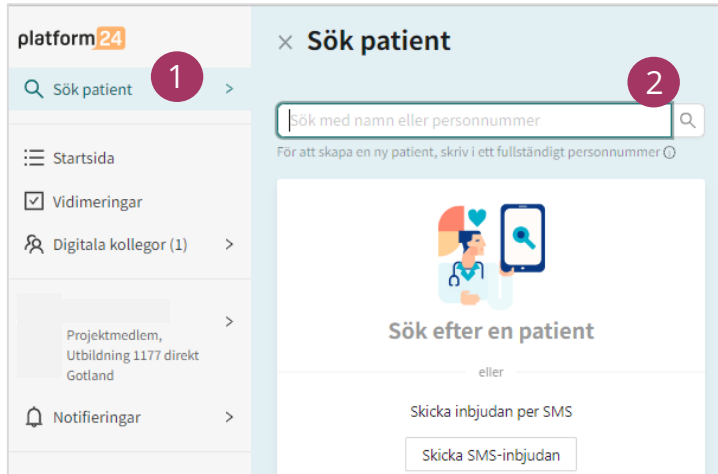 platform24
Sök patient
1
Startsida
Vidimeringar
Digitala kollegor (1)
Projektmedlem,
Utbildning 1177 direkt
Gotland
Notifieringar
× Sök patient
2
Sök med namn eller personnummer
För att skapa en ny patient, skriv i ett fullständigt personnummer
Sök efter en patient
eller
Skicka inbjudan per SMS
Skicka SMS-inbjudan